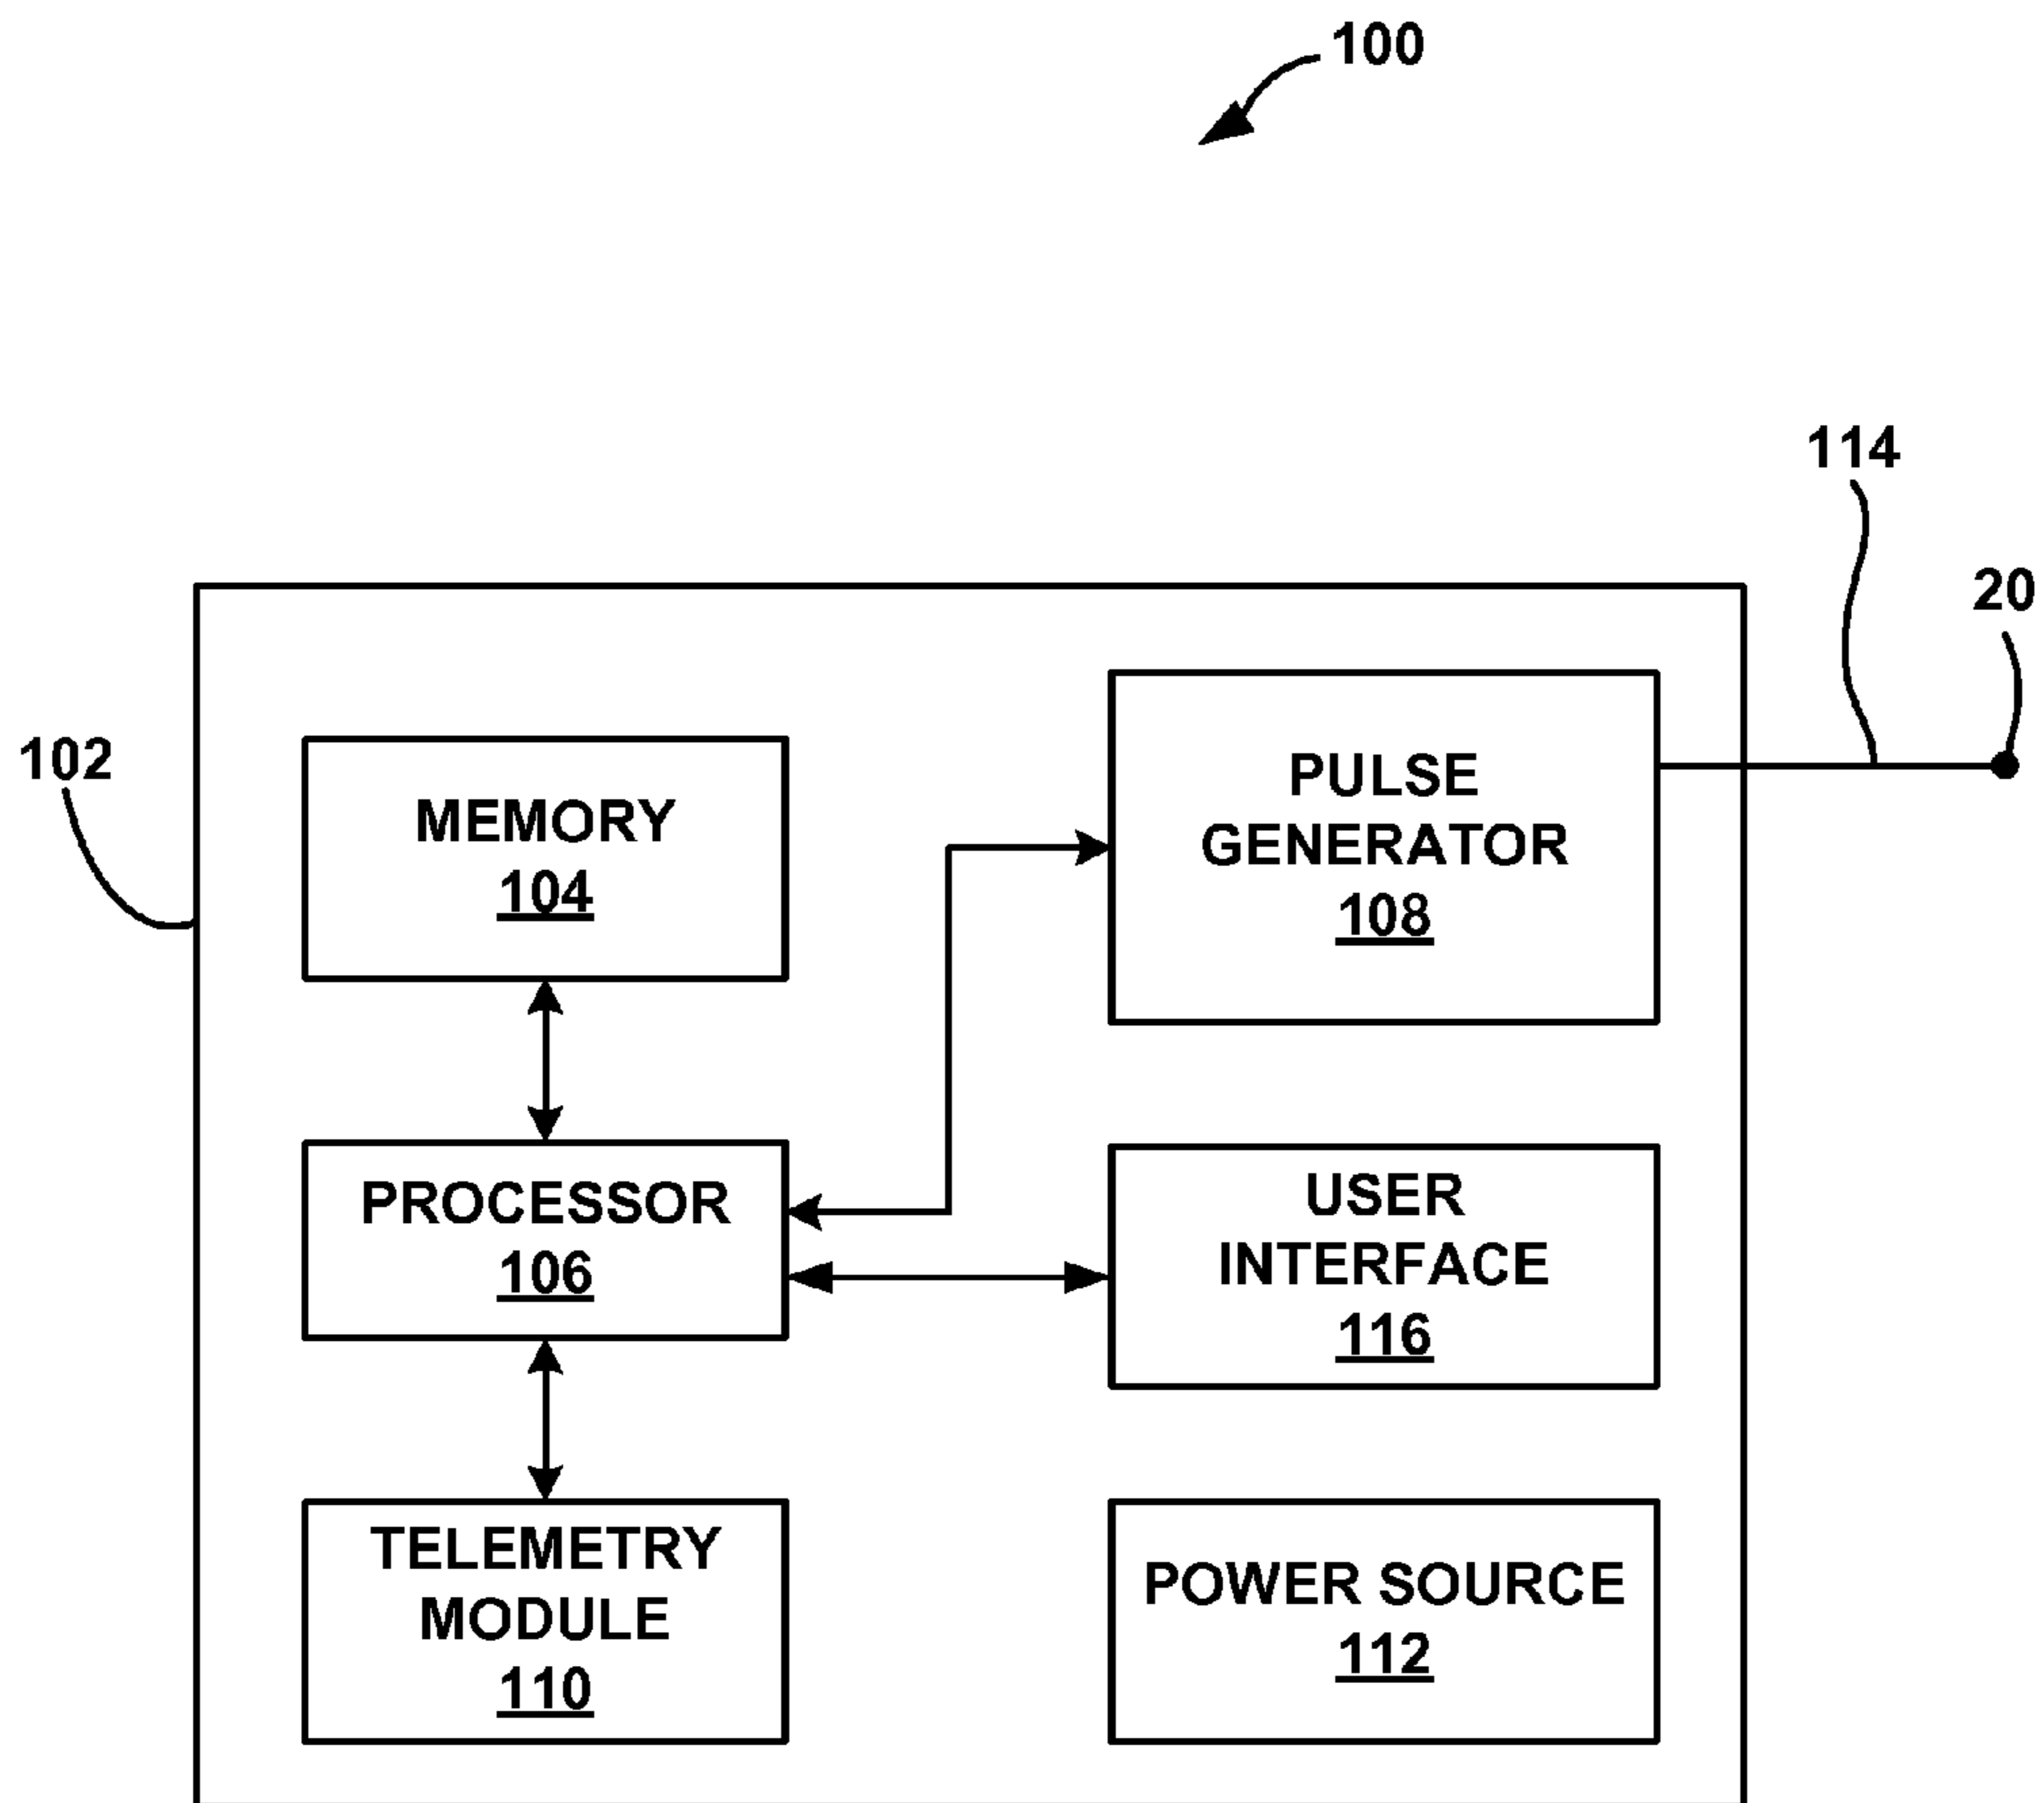 100
114
20
102
MEMORY
104
PULSE
GENERATOR
108
PROCESSOR
106
USER
INTERFACE
116
TELEMETRY
MODULE
110
POWER SOURCE
112